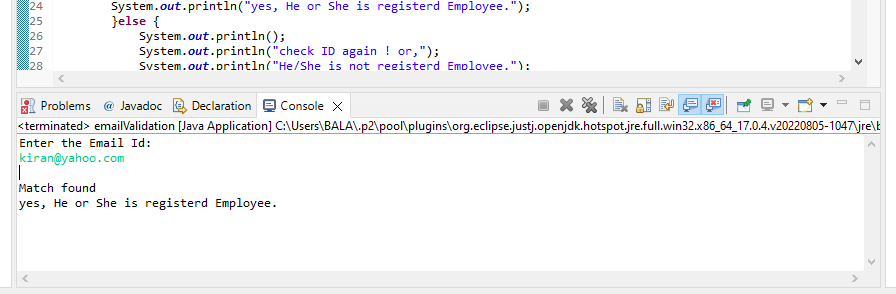 24 System.out.println("yes, He or She is registerd Employee.");
25 }else {
26 System.out.println();
27 System.out.println("check ID again ! or,");
28 System.out.println("He/She is not registerd Employee.");
Problems @ Javadoc Declaration Console
<terminated> emailValidation [Java Application] C:\Users\BALA\.p2\pool\plugins\org.eclipse.justj.openjdk.hotspot.jre.full.win32.x86_64_17.0.4.v20220805-1047\jre\b
Enter the Email Id:
kiran@yahoo.com
Match found
yes, He or She is registerd Employee.